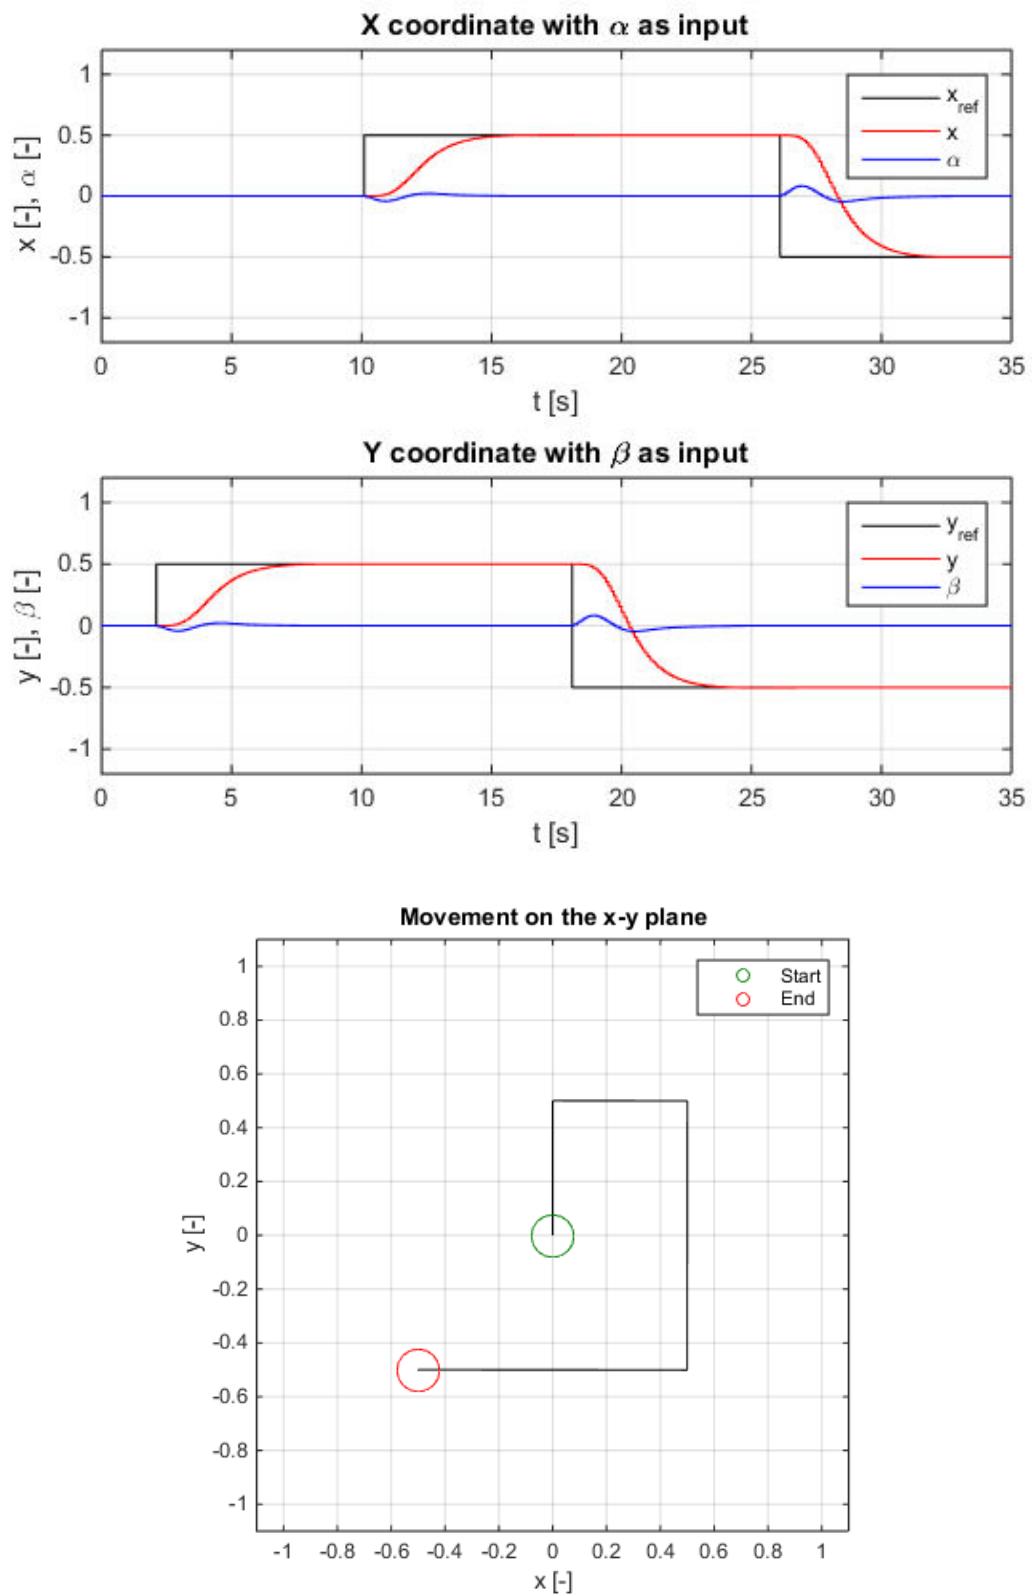 X coordinate with α as input
x [-], α [-]
1
0.5
0
-0.5
-1
x_ref
x
α
0 5 10 15 20 25 30 35
t [s]
Y coordinate with β as input
y [-], β [-]
1
0.5
0
-0.5
-1
y_ref
y
β
0 5 10 15 20 25 30 35
t [s]
Movement on the x-y plane
y [-]
1
0.8
0.6
0.4
0.2
0
-0.2
-0.4
-0.6
-0.8
-1
Start
End
-1 -0.8 -0.6 -0.4 -0.2 0 0.2 0.4 0.6 0.8 1
x [-]